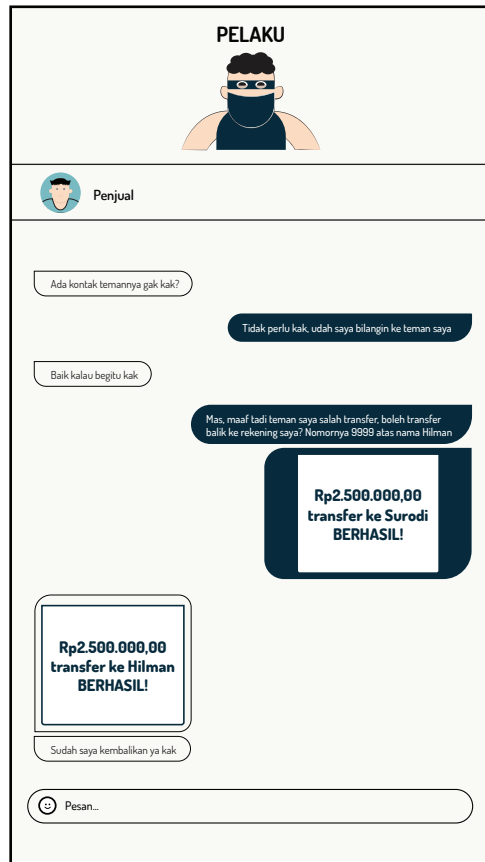 PELAKU
Penjual
Ada kontak temannya gak kak?
Tidak perlu kak, udah saya bilangin ke teman saya
Baik kalau begitu kak
Mas, maaf tadi teman saya salah transfer, boleh transfer
balik ke rekening saya? Nomornya 9999 atas nama Hilman
Rp2.500.000,00
transfer ke Surodi
BERHASIL!
Rp2.500.000,00
transfer ke Hilman
BERHASIL!
Sudah saya kembalikan ya kak
Pesan...